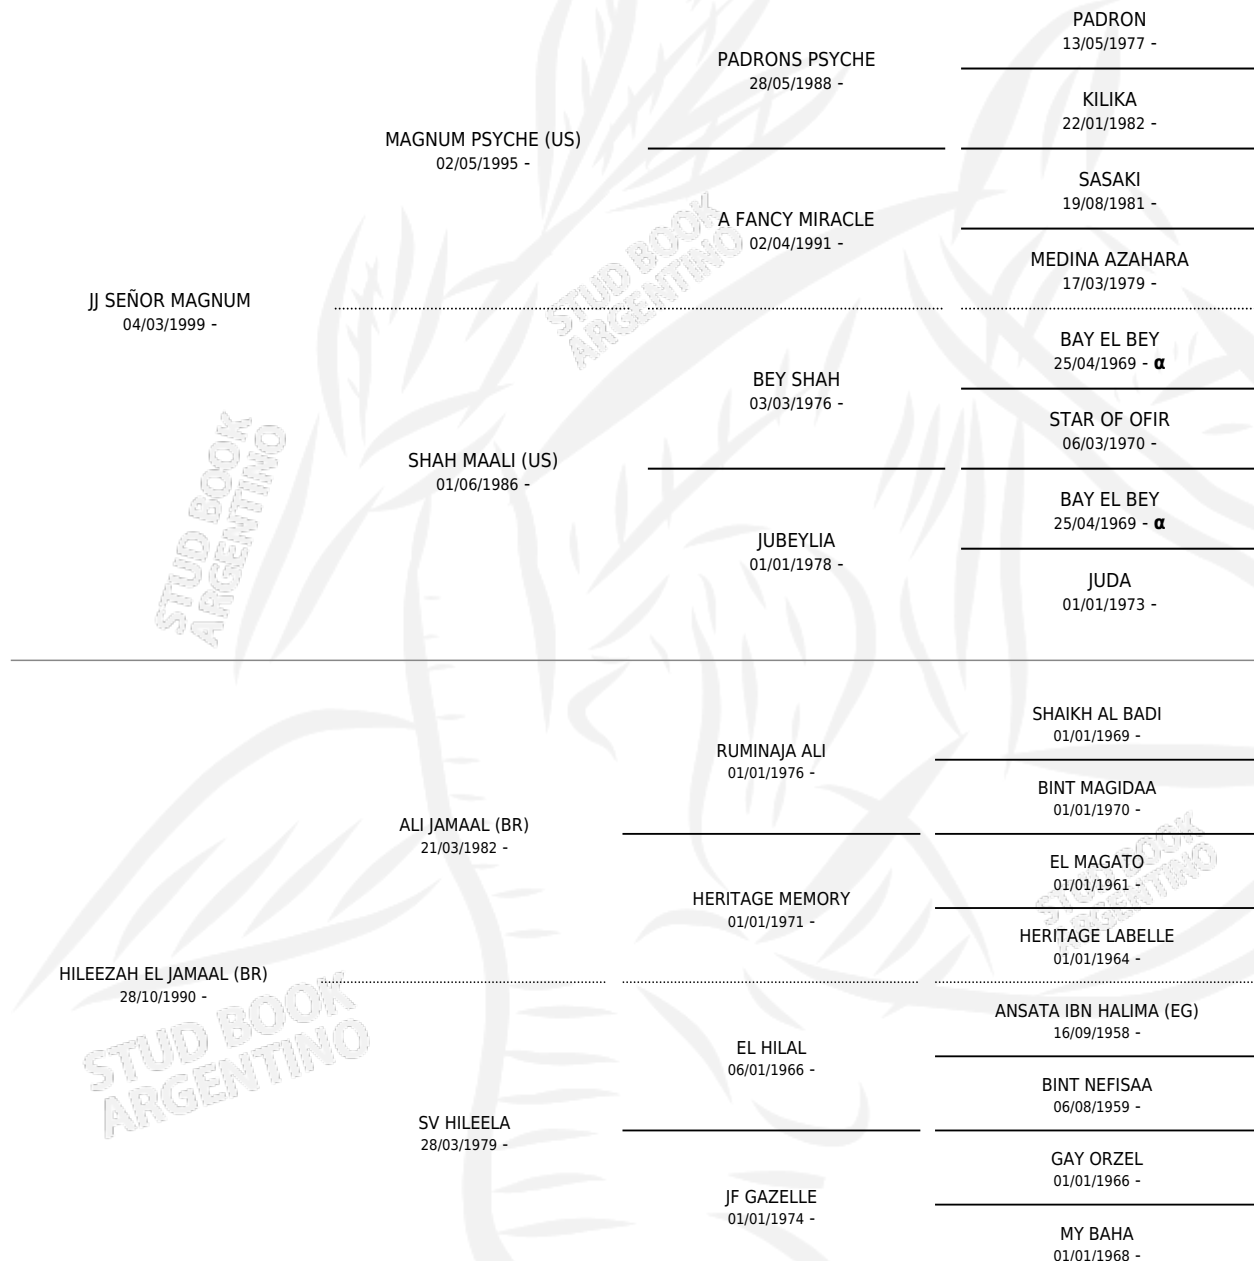 PADRON
13/05/1977 -
PADRONS PSYCHE
28/05/1988 -
KILIKA
22/01/1982 -
MAGNUM PSYCHE (US)
02/05/1995 -
SASAKI
19/08/1981 -
A FANCY MIRACLE
02/04/1991 -
MEDINA AZAHARA
17/03/1979 -
JJ SEÑOR MAGNUM
04/03/1999 -
BAY EL BEY
25/04/1969 - α
BEY SHAH
03/03/1976 -
STAR OF OFIR
06/03/1970 -
SHAH MAALI (US)
01/06/1986 -
BAY EL BEY
25/04/1969 - α
JUBEYLIA
01/01/1978 -
JUDA
01/01/1973 -
SHAIKH AL BADI
01/01/1969 -
RUMINAJA ALI
01/01/1976 -
BINT MAGIDAA
01/01/1970 -
ALI JAMAAL (BR)
21/03/1982 -
EL MAGATO
01/01/1961 -
HERITAGE MEMORY
01/01/1971 -
HERITAGE LABELLE
01/01/1964 -
HILEEZAH EL JAMAAL (BR)
28/10/1990 -
ANSATA IBN HALIMA (EG)
16/09/1958 -
EL HILAL
06/01/1966 -
BINT NEFISAA
06/08/1959 -
SV HILEELA
28/03/1979 -
GAY ORZEL
01/01/1966 -
JF GAZELLE
01/01/1974 -
MY BAHA
01/01/1968 -
STUD BOOK
ARGENTINO
STUD BOOK
ARGENTINO
STUD BOOK
ARGENTINO
STUD BOOK
ARGENTINO